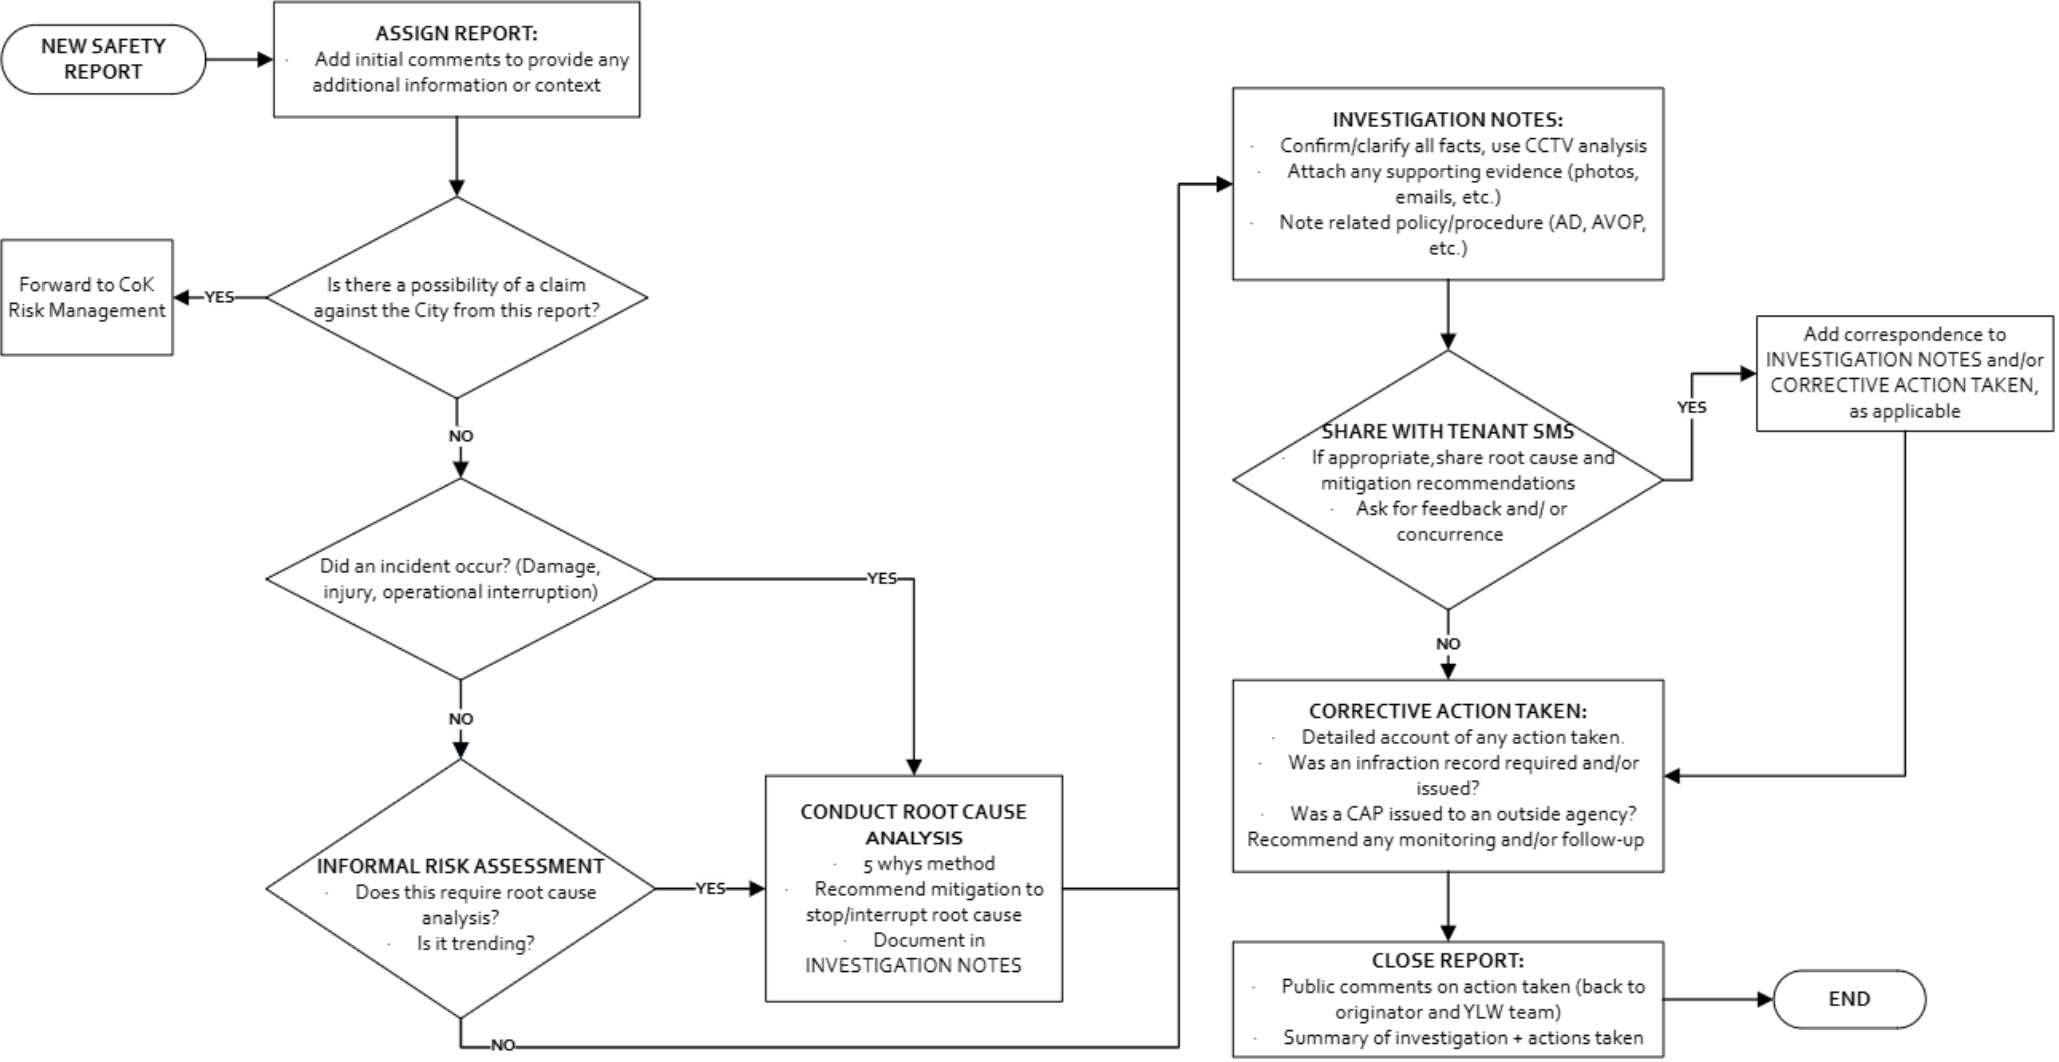 NEW SAFETY
REPORT
ASSIGN REPORT:
· Add initial comments to provide any
additional information or context
Is there a possibility of a claim
against the City from this report?
YES
Forward to CoK
Risk Management
NO
Did an incident occur? (Damage,
injury, operational interruption)
YES
NO
INFORMAL RISK ASSESSMENT
· Does this require root cause
analysis?
· Is it trending?
YES
NO
CONDUCT ROOT CAUSE
ANALYSIS
· 5 whys method
· Recommend mitigation to
stop/interrupt root cause
· Document in
INVESTIGATION NOTES
INVESTIGATION NOTES:
· Confirm/clarify all facts, use CCTV analysis
· Attach any supporting evidence (photos,
emails, etc.)
· Note related policy/procedure (AD, AVOP,
etc.)
SHARE WITH TENANT SMS
· If appropriate,share root cause and
mitigation recommendations
· Ask for feedback and/ or
concurrence
YES
Add correspondence to
INVESTIGATION NOTES and/or
CORRECTIVE ACTION TAKEN,
as applicable
NO
CORRECTIVE ACTION TAKEN:
· Detailed account of any action taken.
· Was an infraction record required and/or
issued?
· Was a CAP issued to an outside agency?
Recommend any monitoring and/or follow-up
CLOSE REPORT:
· Public comments on action taken (back to
originator and YLW team)
· Summary of investigation + actions taken
END